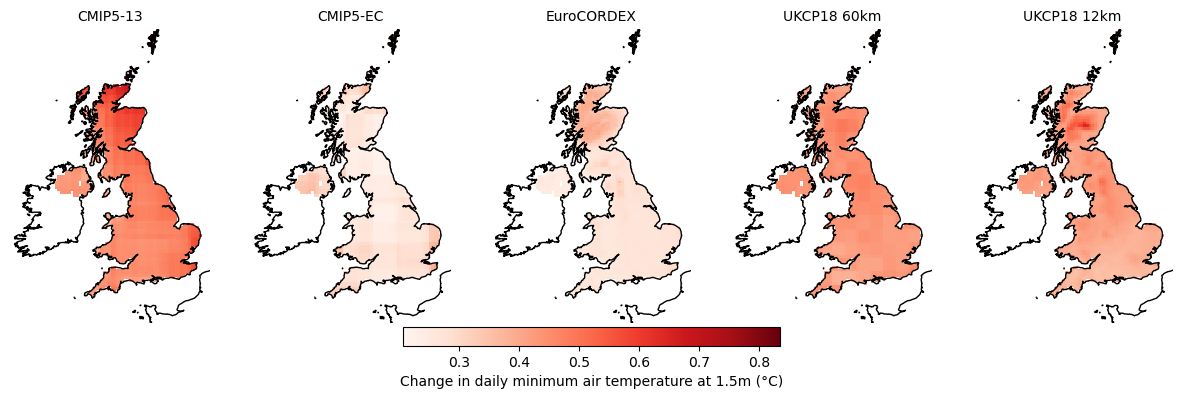 CMIP5-13
CMIP5-EC
EuroCORDEX
UKCP18 60km
UKCP18 12km
0.3 0.4 0.5 0.6 0.7 0.8
Change in daily minimum air temperature at 1.5m (°C)